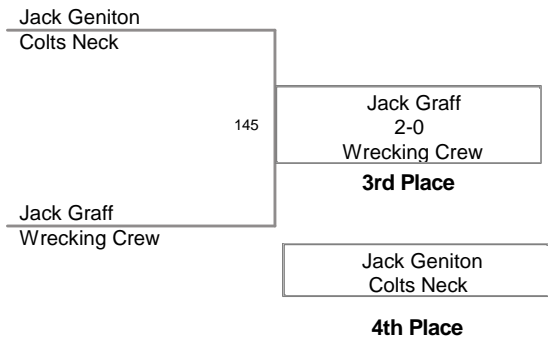 Jack Geniton
Colts Neck
145
Jack Graff
2-0
Wrecking Crew
3rd Place
Jack Graff
Wrecking Crew
Jack Geniton
Colts Neck
4th Place